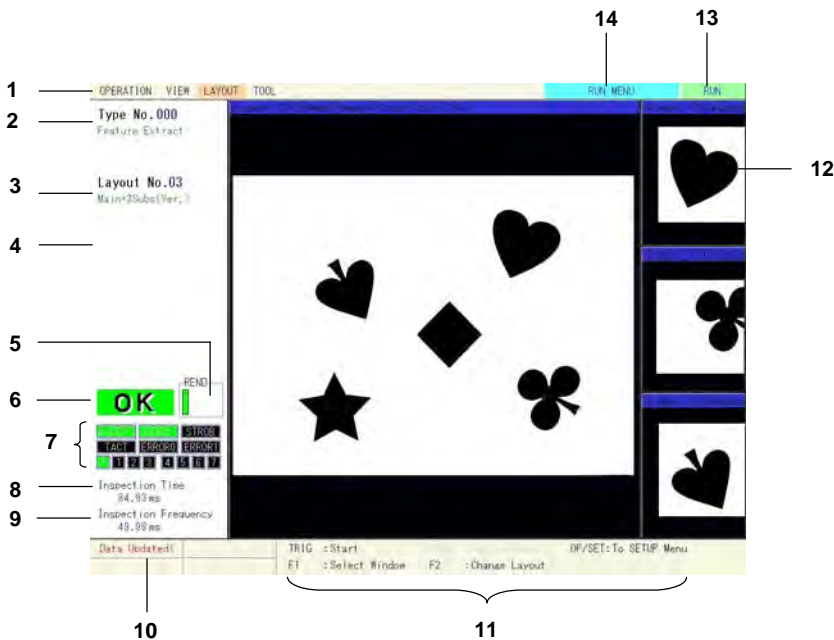 14
13
1
OPERATION VIEW LAYOUT TOOL
RUN MENU
RUN
2
Type No.000
Feature Extract
12
3
Layout No.03
Main+3Subs(Ver.)
4
5
REND
6
OK
7
STROB
TACT ERROR0 ERROR1
1 2 3 4 5 6 7
8
Inspection Time
84.93ms
9
Inspection Frequency
49.98ms
Data Updated!
TRIG :Start
OP/SET:To SETUP Menu
F1 :Select Window F2 :Change Layout
10
11